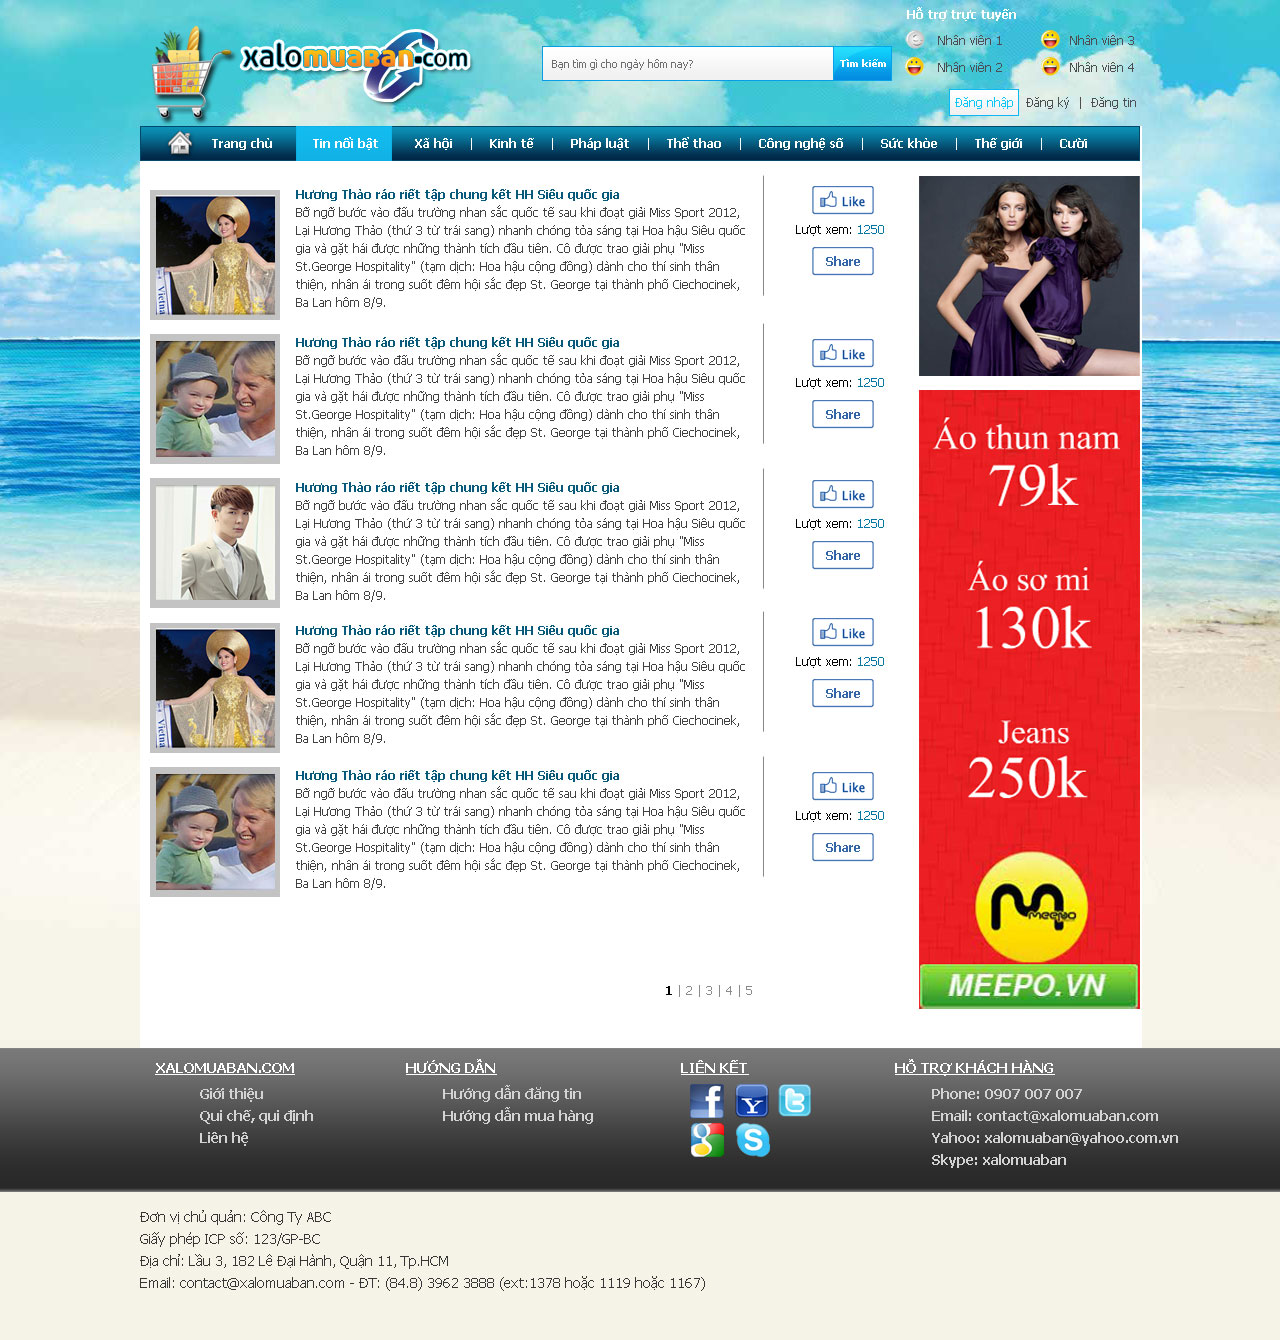 Hỗ trợ trực tuyến
xalomuaban.com
Nhân viên 1
Nhân viên 3
Bạn tìm gì cho ngày hôm nay?
Tìm kiếm
Nhân viên 2
Nhân viên 4
Đăng nhập Đăng ký | Đăng tin
Trang chủ Tin nổi bật Xã hội | Kinh tế | Pháp luật | Thể thao | Công nghệ số | Sức khỏe | Thế giới | Cười
Hương Thảo ráo riết tập chung kết HH Siêu quốc gia
Bỡ ngỡ bước vào đấu trường nhan sắc quốc tế sau khi đoạt giải Miss Sport 2012,
Lại Hương Thảo (thứ 3 từ trái sang) nhanh chóng tỏa sáng tại Hoa hậu Siêu quốc
gia và gặt hái được những thành tích đầu tiên. Cô được trao giải phụ "Miss
St.George Hospitality" (tạm dịch: Hoa hậu cộng đồng) dành cho thí sinh thân
thiện, nhân ái trong suốt đêm hội sắc đẹp St. George tại thành phố Ciechocinek,
Ba Lan hôm 8/9.
Vietna
Like
Lượt xem: 1250
Share
Hương Thảo ráo riết tập chung kết HH Siêu quốc gia
Bỡ ngỡ bước vào đấu trường nhan sắc quốc tế sau khi đoạt giải Miss Sport 2012,
Lại Hương Thảo (thứ 3 từ trái sang) nhanh chóng tỏa sáng tại Hoa hậu Siêu quốc
gia và gặt hái được những thành tích đầu tiên. Cô được trao giải phụ "Miss
St.George Hospitality" (tạm dịch: Hoa hậu cộng đồng) dành cho thí sinh thân
thiện, nhân ái trong suốt đêm hội sắc đẹp St. George tại thành phố Ciechocinek,
Ba Lan hôm 8/9.
Like
Lượt xem: 1250
Share
Hương Thảo ráo riết tập chung kết HH Siêu quốc gia
Bỡ ngỡ bước vào đấu trường nhan sắc quốc tế sau khi đoạt giải Miss Sport 2012,
Lại Hương Thảo (thứ 3 từ trái sang) nhanh chóng tỏa sáng tại Hoa hậu Siêu quốc
gia và gặt hái được những thành tích đầu tiên. Cô được trao giải phụ "Miss
St.George Hospitality" (tạm dịch: Hoa hậu cộng đồng) dành cho thí sinh thân
thiện, nhân ái trong suốt đêm hội sắc đẹp St. George tại thành phố Ciechocinek,
Ba Lan hôm 8/9.
Like
Lượt xem: 1250
Share
Hương Thảo ráo riết tập chung kết HH Siêu quốc gia
Bỡ ngỡ bước vào đấu trường nhan sắc quốc tế sau khi đoạt giải Miss Sport 2012,
Lại Hương Thảo (thứ 3 từ trái sang) nhanh chóng tỏa sáng tại Hoa hậu Siêu quốc
gia và gặt hái được những thành tích đầu tiên. Cô được trao giải phụ "Miss
St.George Hospitality" (tạm dịch: Hoa hậu cộng đồng) dành cho thí sinh thân
thiện, nhân ái trong suốt đêm hội sắc đẹp St. George tại thành phố Ciechocinek,
Ba Lan hôm 8/9.
Vietna
Like
Lượt xem: 1250
Share
Hương Thảo ráo riết tập chung kết HH Siêu quốc gia
Bỡ ngỡ bước vào đấu trường nhan sắc quốc tế sau khi đoạt giải Miss Sport 2012,
Lại Hương Thảo (thứ 3 từ trái sang) nhanh chóng tỏa sáng tại Hoa hậu Siêu quốc
gia và gặt hái được những thành tích đầu tiên. Cô được trao giải phụ "Miss
St.George Hospitality" (tạm dịch: Hoa hậu cộng đồng) dành cho thí sinh thân
thiện, nhân ái trong suốt đêm hội sắc đẹp St. George tại thành phố Ciechocinek,
Ba Lan hôm 8/9.
Like
Lượt xem: 1250
Share
Áo thun nam
79k
Áo sơ mi
130k
Jeans
250k
MEEPO
MEEPO.VN
1 | 2 | 3 | 4 | 5
XALOMUABAN.COM
Giới thiệu
Qui chế, qui định
Liên hệ
HƯỚNG DẪN
Hướng dẫn đăng tin
Hướng dẫn mua hàng
LIÊN KẾT
HỖ TRỢ KHÁCH HÀNG
Phone: 0907 007 007
Email: contact@xalomuaban.com
Yahoo: xalomuaban@yahoo.com.vn
Skype: xalomuaban
Đơn vị chủ quản: Công Ty ABC
Giấy phép ICP số: 123/GP-BC
Địa chỉ: Lầu 3, 182 Lê Đại Hành, Quận 11, Tp.HCM
Email: contact@xalomuaban.com - ĐT: (84.8) 3962 3888 (ext:1378 hoặc 1119 hoặc 1167)